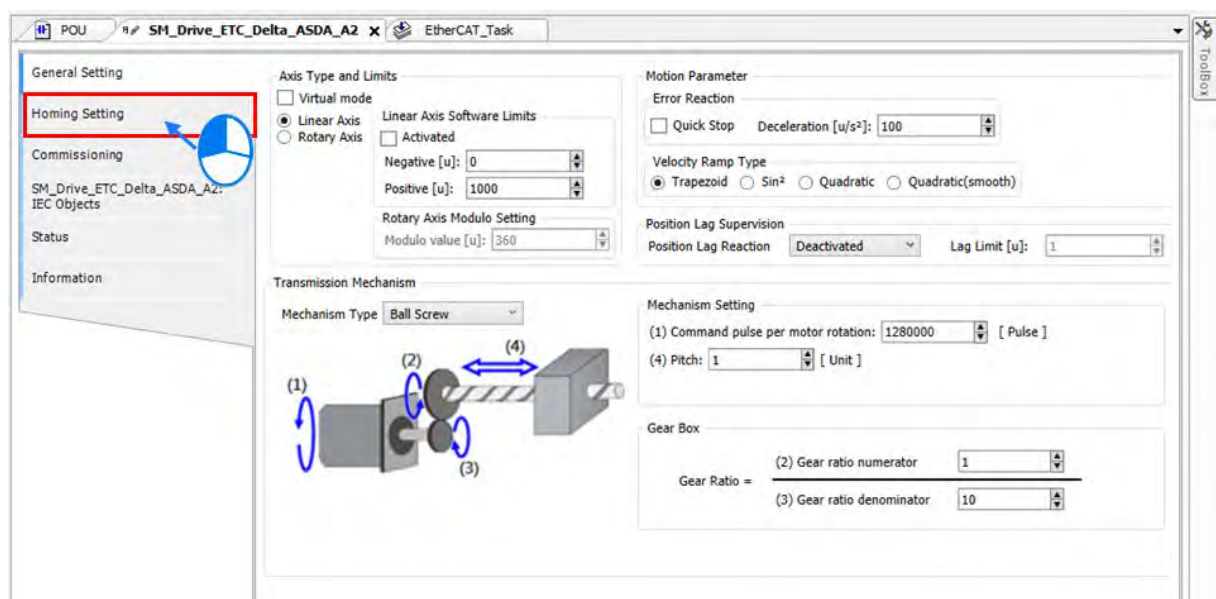 POU
SM_Drive_ETC_Delta_ASDA_A2 x
EtherCAT_Task
ToolBox
General Setting
Homing Setting
Commissioning
SM_Drive_ETC_Delta_ASDA_A2:
IEC Objects
Status
Information
Axis Type and Limits
Virtual mode
Linear Axis
Rotary Axis
Linear Axis Software Limits
Activated
Negative [u]: 0
Positive [u]: 1000
Rotary Axis Modulo Setting
Modulo value [u]: 360
Motion Parameter
Error Reaction
Quick Stop Deceleration [u/s²]: 100
Velocity Ramp Type
Trapezoid Sin² Quadratic Quadratic(smooth)
Position Lag Supervision
Position Lag Reaction Deactivated Lag Limit [u]: 1
Transmission Mechanism
Mechanism Type Ball Screw
(1)
(2)
(4)
(3)
Mechanism Setting
(1) Command pulse per motor rotation: 1280000 [ Pulse ]
(4) Pitch: 1 [ Unit ]
Gear Box
Gear Ratio =
(2) Gear ratio numerator 1
(3) Gear ratio denominator 10